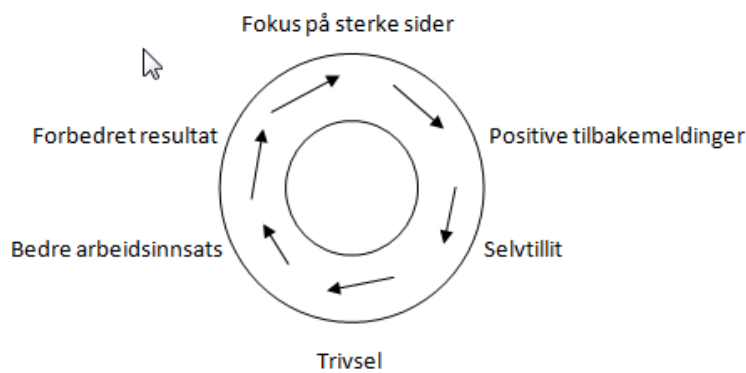 Fokus på sterke sider
Forbedret resultat
Positive tilbakemeldinger
Bedre arbeidsinnsats
Selvtillit
Trivsel